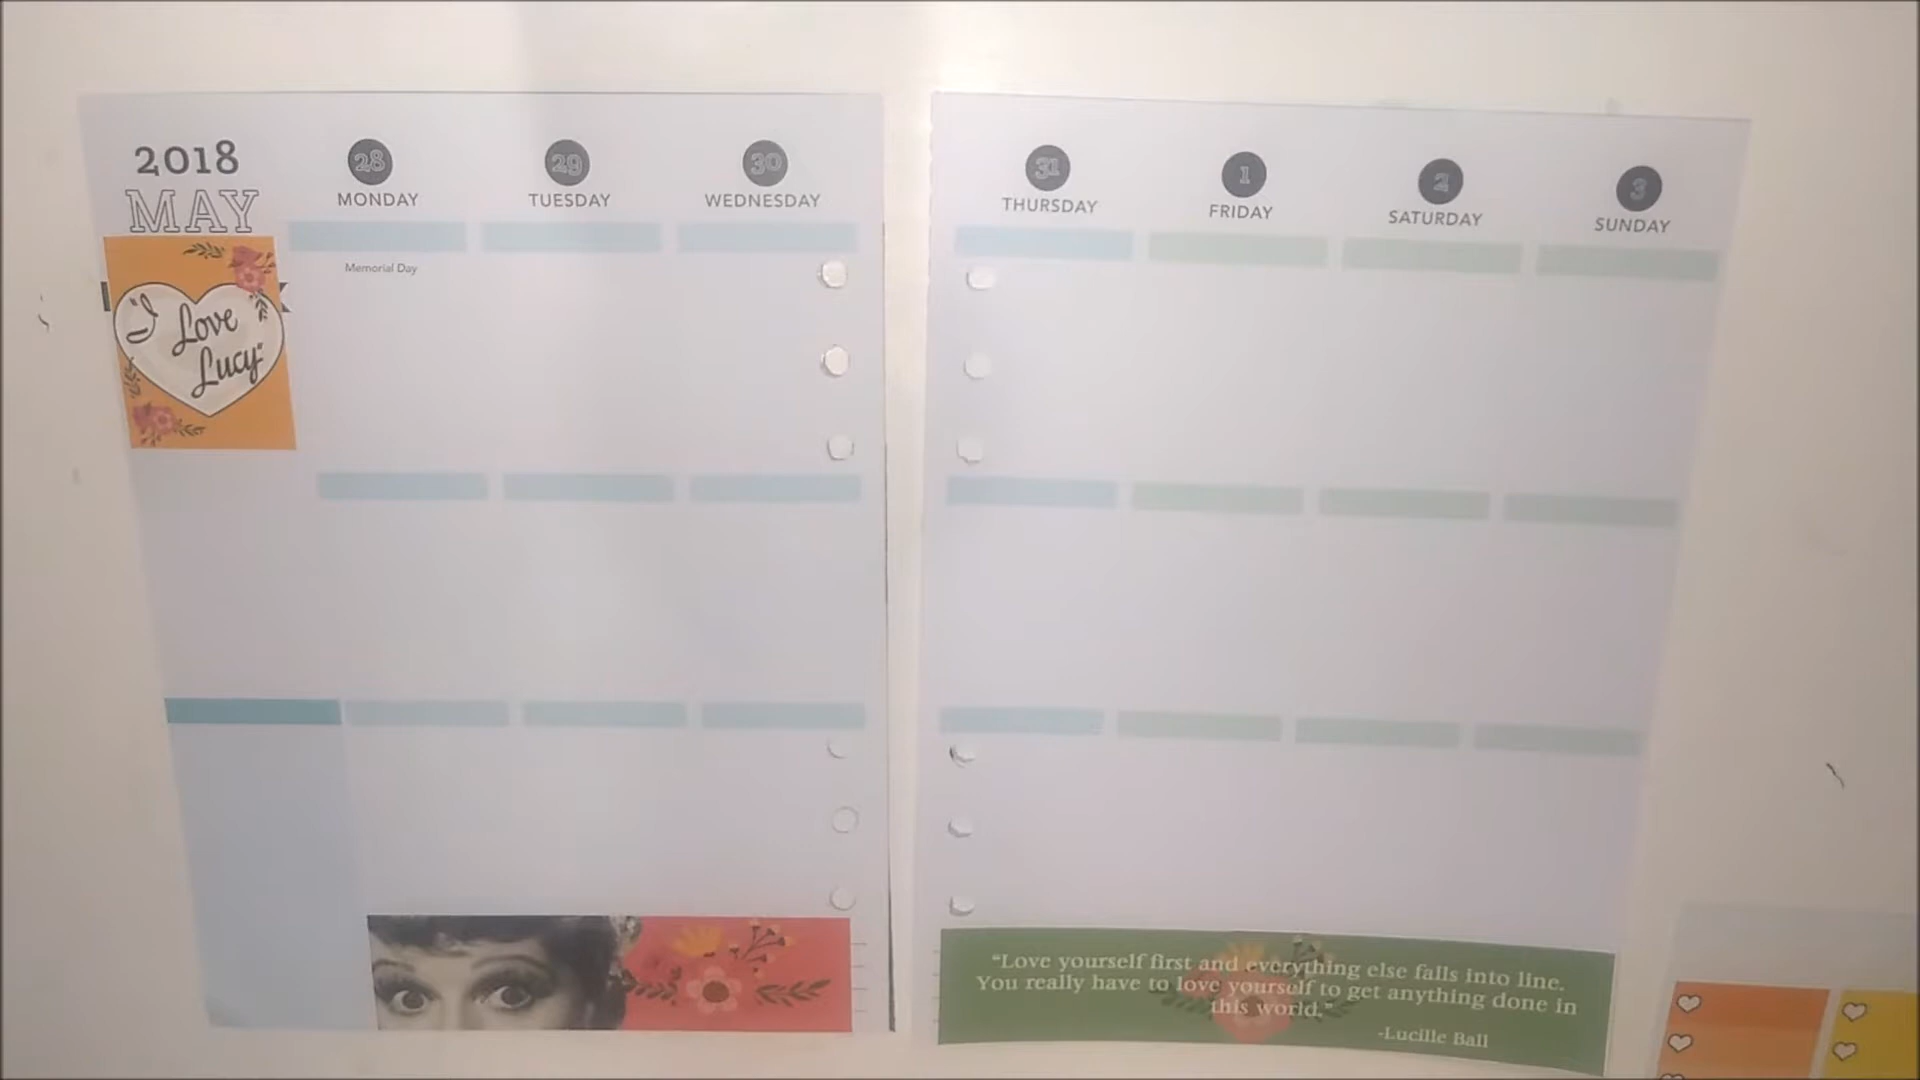 2018
MAY
28
MONDAY
29
TUESDAY
30
WEDNESDAY
31
THURSDAY
1
FRIDAY
2
SATURDAY
3
SUNDAY
Memorial Day
"I
Love
Lucy"
"Love yourself first and everything else falls into line.
You really have to love yourself to get anything done in
this world."
-Lucille Ball